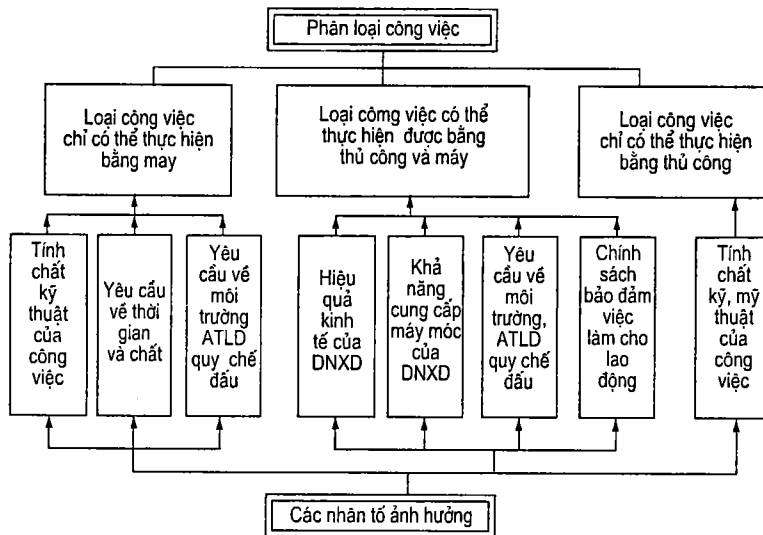 Phân loại công việc
Loại công việc
chỉ có thể thực hiện
bằng may
Loại cômg việc có thể
thực hiện được bằng
thủ công và máy
Loại công việc
chỉ có thể thực hiện
bằng thủ công
Tính
chất
kỹ
thuật
của
công
việc
Yêu cầu
về thời
gian
và chất
Yêu
cầu về
môi
trường
ATLD
quy chế
đấu
Hiệu
quả
kinh
tế của
DNXD
Khả
năng
cung cấp
máy móc
của
DNXD
Yêu
cầu về
môi
trường,
ATLD
quy chế
đấu
Chính
sách
bảo đảm
việc
làm cho
lao
động
Tính
chất
kỹ, mỹ
thuật
của
công
việc
Các nhân tố ảnh hưởng